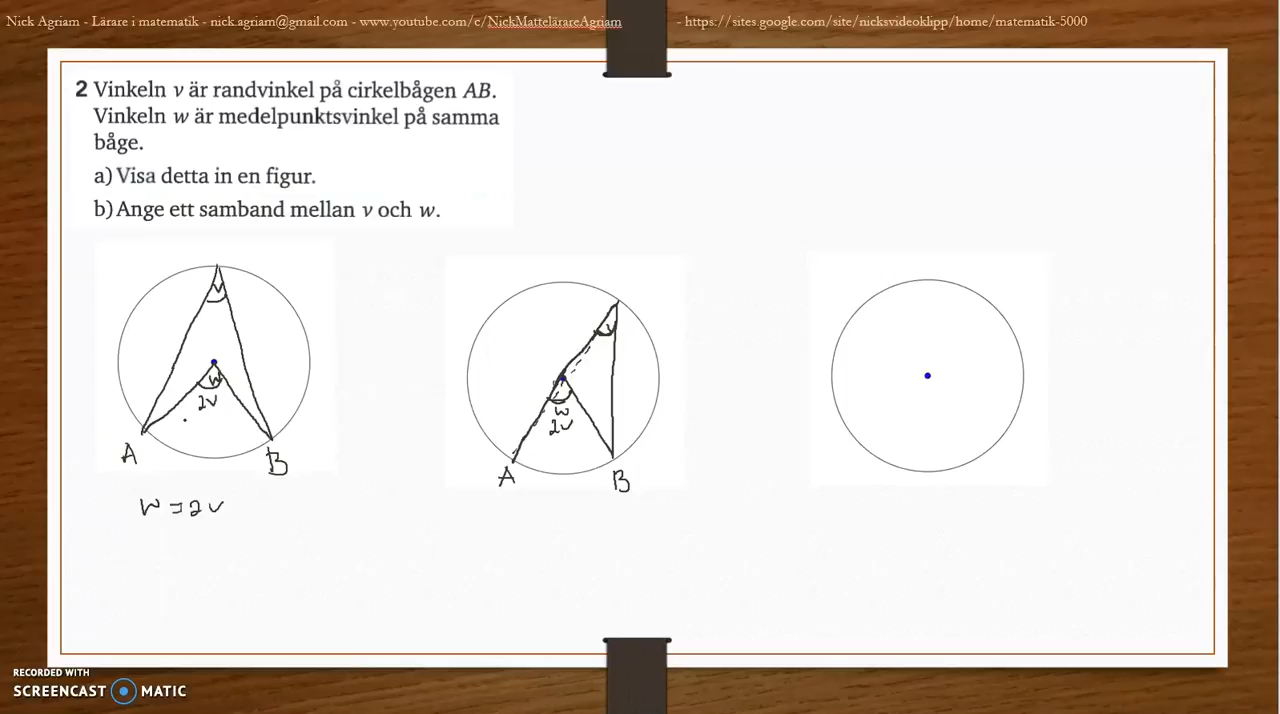 Nick Agriam - Lärare i matematik - nick.agriam@gmail.com - www.youtube.com/c/NickMattelärareAgriam - https://sites.google.com/site/nicksvideoklipp/home/matematik-5000
2 Vinkeln v är randvinkel på cirkelbågen AB.
Vinkeln w är medelpunktsvinkel på samma
båge.
a) Visa detta in en figur.
b) Ange ett samband mellan v och w.
v
w
2v
A
B
w = 2v
v
w
2v
A
B
RECORDED WITH
SCREENCAST MATIC